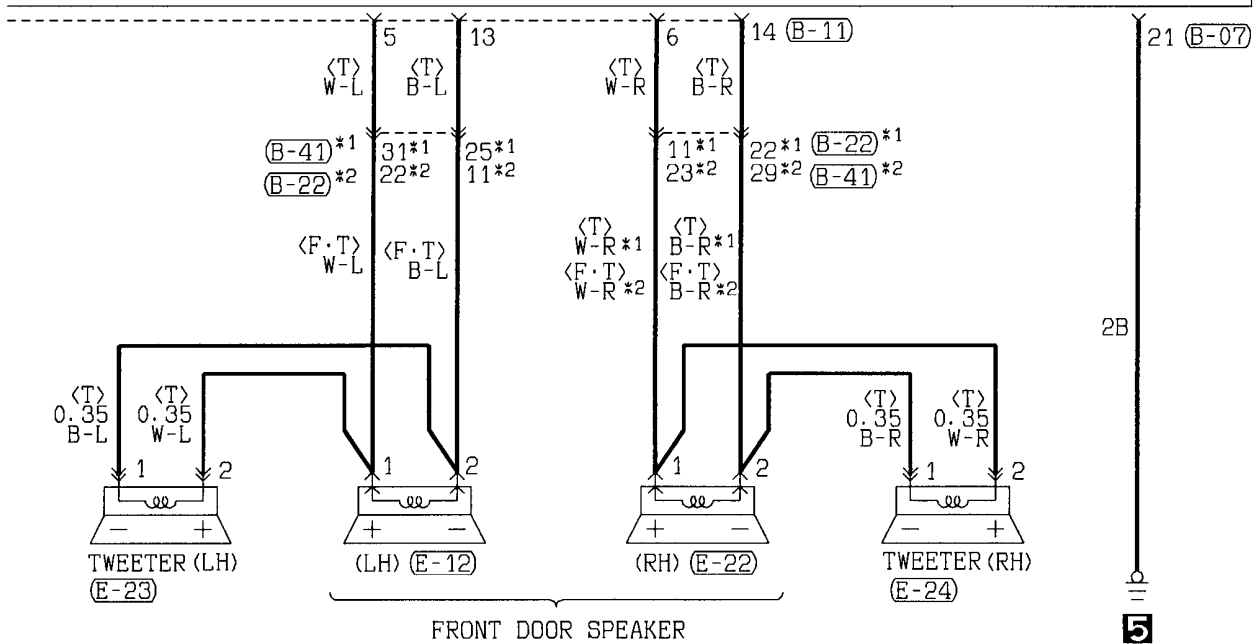 5 13 6 14 (B-11) 21 (B-07)
⟨T⟩ ⟨T⟩ ⟨T⟩ ⟨T⟩
W-L B-L W-R B-R
(B-41)*1 31*1 25*1 11*1 22*1 (B-22)*1
(B-22)*2 22*2 11*2 23*2 29*2 (B-41)*2
⟨F·T⟩ ⟨F·T⟩ ⟨T⟩ ⟨T⟩
W-L B-L W-R*1 B-R*1
⟨F·T⟩ ⟨F·T⟩
W-R*2 B-R*2
2B
⟨T⟩ ⟨T⟩ ⟨T⟩ ⟨T⟩
0.35 0.35 0.35 0.35
B-L W-L B-R W-R
1 2 1 2 1 2 1 2
− + + − + − − +
TWEETER (LH) (LH) (E-12) (RH) (E-22) TWEETER (RH)
(E-23) (E-24)
FRONT DOOR SPEAKER 5